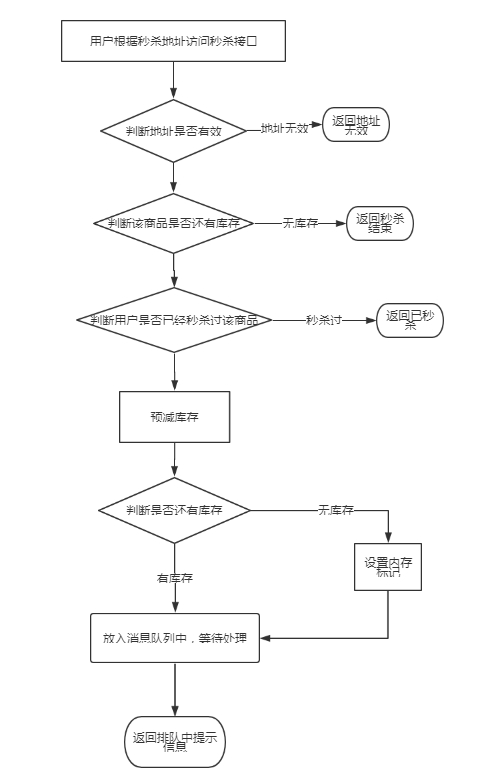 用户根据秒杀地址访问秒杀接口
判断地址是否有效
地址无效
返回地址
无效
判断该商品是否还有库存
无库存
返回秒杀
结束
判断用户是否已经秒杀过该商品
秒杀过
返回已秒
杀
预减库存
判断是否还有库存
无库存
设置内存
标记
有库存
放入消息队列中，等待处理
返回排队中提示
信息